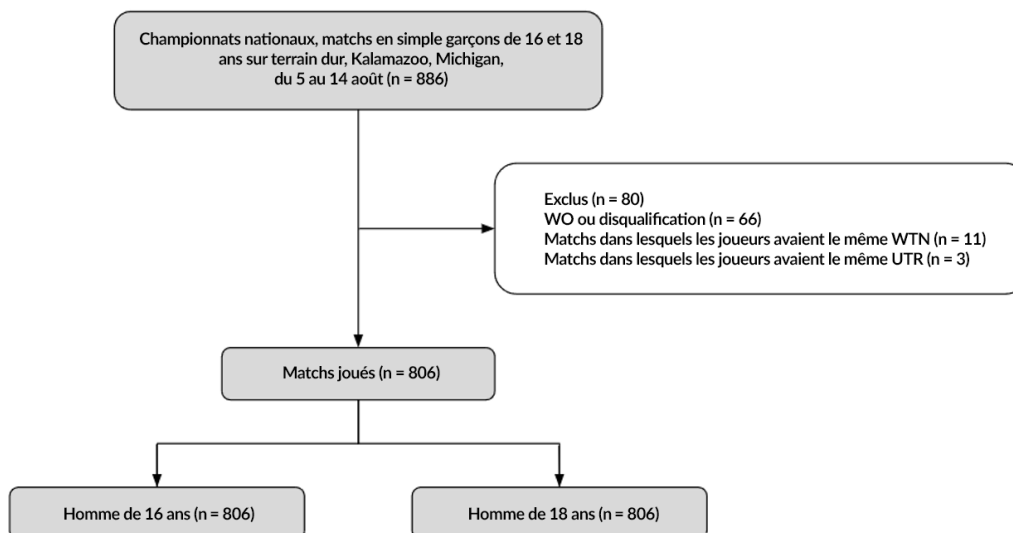 Championnats nationaux, matchs en simple garçons de 16 et 18
ans sur terrain dur, Kalamazoo, Michigan,
du 5 au 14 août (n = 886)
Exclus (n = 80)
WO ou disqualification (n = 66)
Matchs dans lesquels les joueurs avaient le même WTN (n = 11)
Matchs dans lesquels les joueurs avaient le même UTR (n = 3)
Matchs joués (n = 806)
Homme de 16 ans (n = 806)
Homme de 18 ans (n = 806)